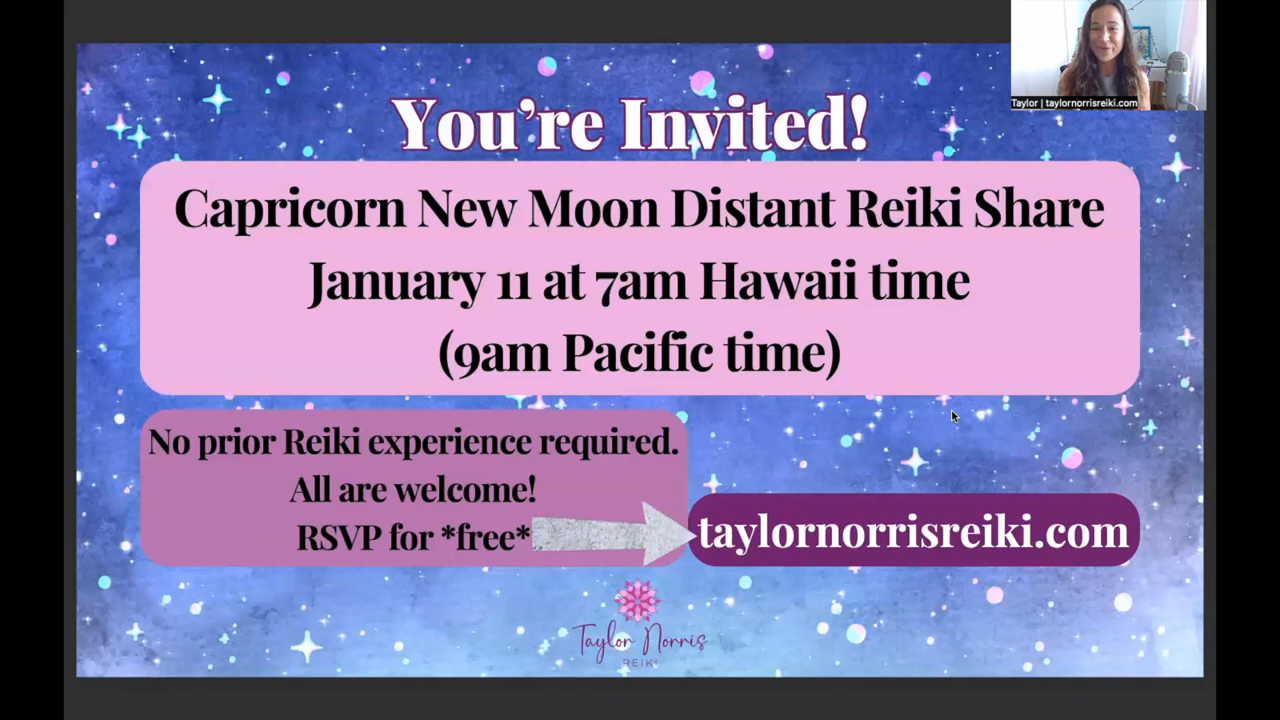 Taylor | taylornorrisreiki.com
You're Invited!
Capricorn New Moon Distant Reiki Share
January 11 at 7am Hawaii time
(9am Pacific time)
No prior Reiki experience required.
All are welcome!
RSVP for *free*
taylornorrisreiki.com
Taylor Norris
REIKI